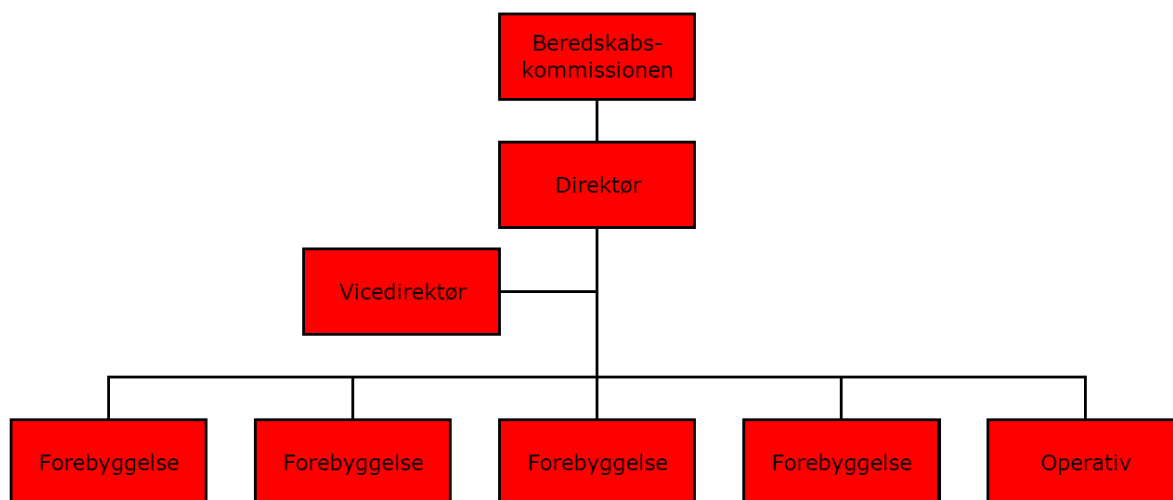 Beredskabs-
kommissionen
Direktør
Vicedirektør
Forebyggelse
Forebyggelse
Forebyggelse
Forebyggelse
Operativ